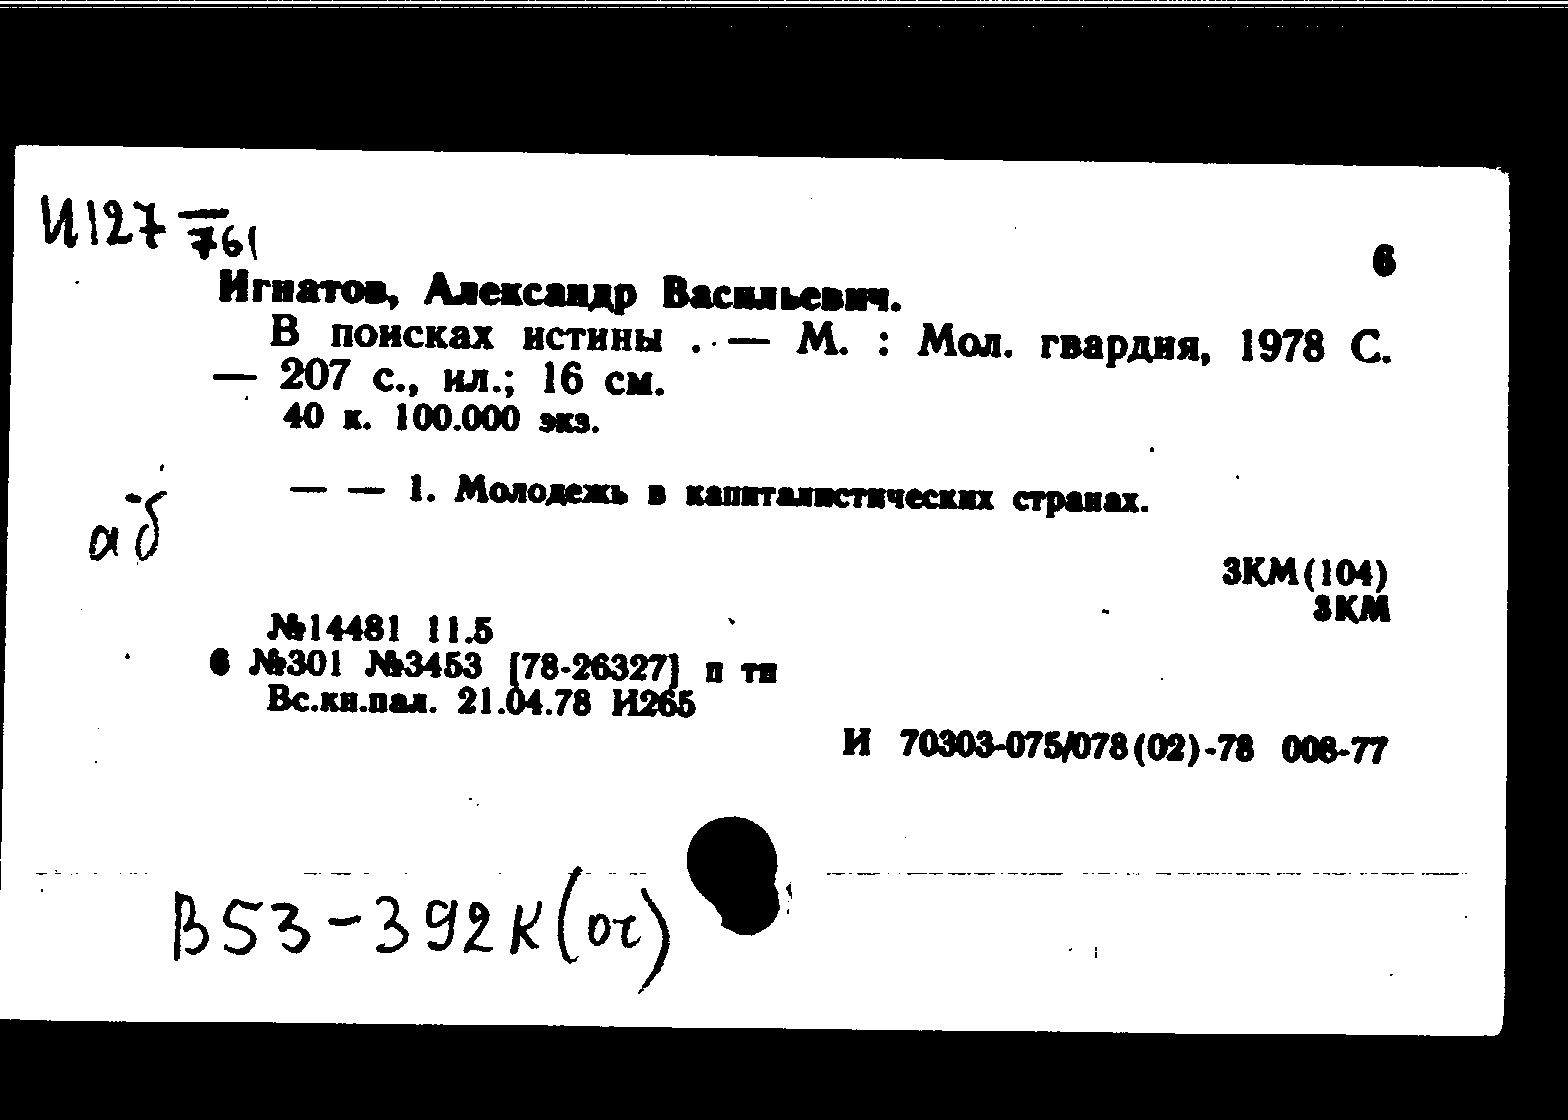 И127 — 761
6
Игнатов, Александр Васильевич.
В поисках истины . — М. : Мол. гвардия, 1978 С.
— 207 с., ил.; 16 см.
40 к. 100.000 экз.
— — 1. Молодежь в капиталистических странах.
аб
3КМ(104)
3КМ
№14481 11.5
6 №301 №3453 [78-26327] п тп
Вс.кн.пал. 21.04.78 И265
И 70303-075/078(02)-78 008-77
В53-392К(ог)